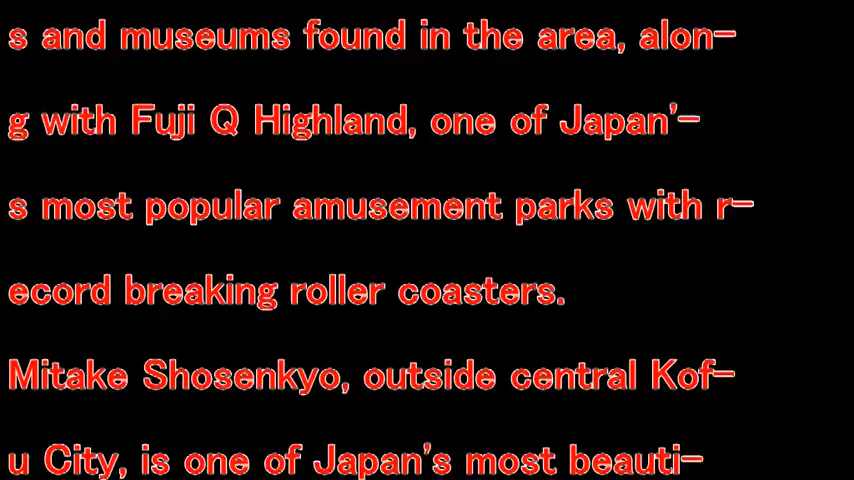 s and museums found in the area, alon-
g with Fuji Q Highland, one of Japan'-
s most popular amusement parks with r-
ecord breaking roller coasters.
Mitake Shosenkyo, outside central Kof-
u City, is one of Japan's most beauti-